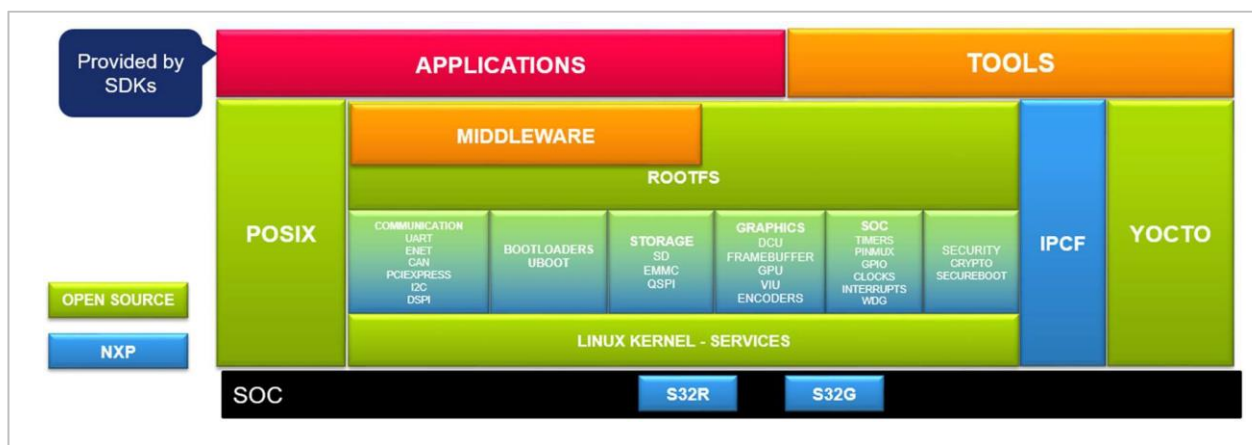 Provided by
SDKs
APPLICATIONS
TOOLS
MIDDLEWARE
ROOTFS
POSIX
COMMUNICATION
UART
ENET
CAN
PCIEXPRESS
I2C
DSPI
BOOTLOADERS
UBOOT
STORAGE
SD
EMMC
QSPI
GRAPHICS
DCU
FRAMEBUFFER
GPU
VIU
ENCODERS
SOC
TIMERS
PINMUX
GPIO
CLOCKS
INTERRUPTS
WDG
SECURITY
CRYPTO
SECUREBOOT
IPCF
YOCTO
OPEN SOURCE
NXP
LINUX KERNEL - SERVICES
SOC
S32R
S32G